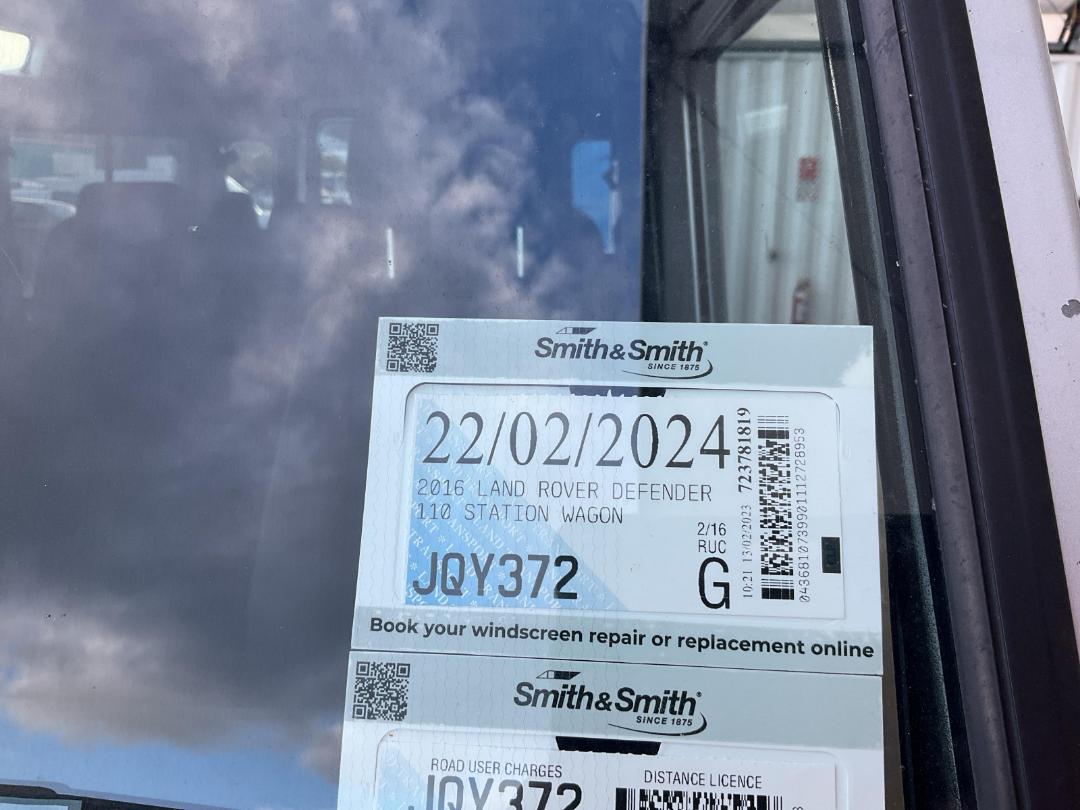 Smith&Smith®
SINCE 1875
22/02/2024
2016 LAND ROVER DEFENDER
110 STATION WAGON
2/16
RUC
JQY372
G
10:21 13/02/2023 723781819
0436810739901112728953
Book your windscreen repair or replacement online
Smith&Smith®
SINCE 1875
ROAD USER CHARGES
DISTANCE LICENCE
JQY372